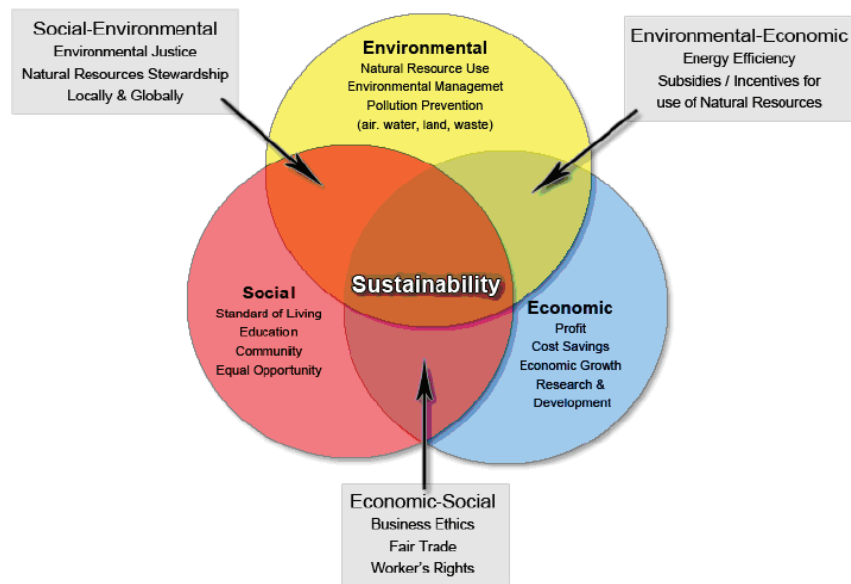 Social-Environmental
Environmental Justice
Natural Resources Stewardship
Locally & Globally
Environmental
Natural Resource Use
Environmental Managemet
Pollution Prevention
(air. water, land, waste)
Environmental-Economic
Energy Efficiency
Subsidies / Incentives for
use of Natural Resources
Sustainability
Social
Standard of Living
Education
Community
Equal Opportunity
Economic
Profit
Cost Savings
Economic Growth
Research &
Development
Economic-Social
Business Ethics
Fair Trade
Worker's Rights